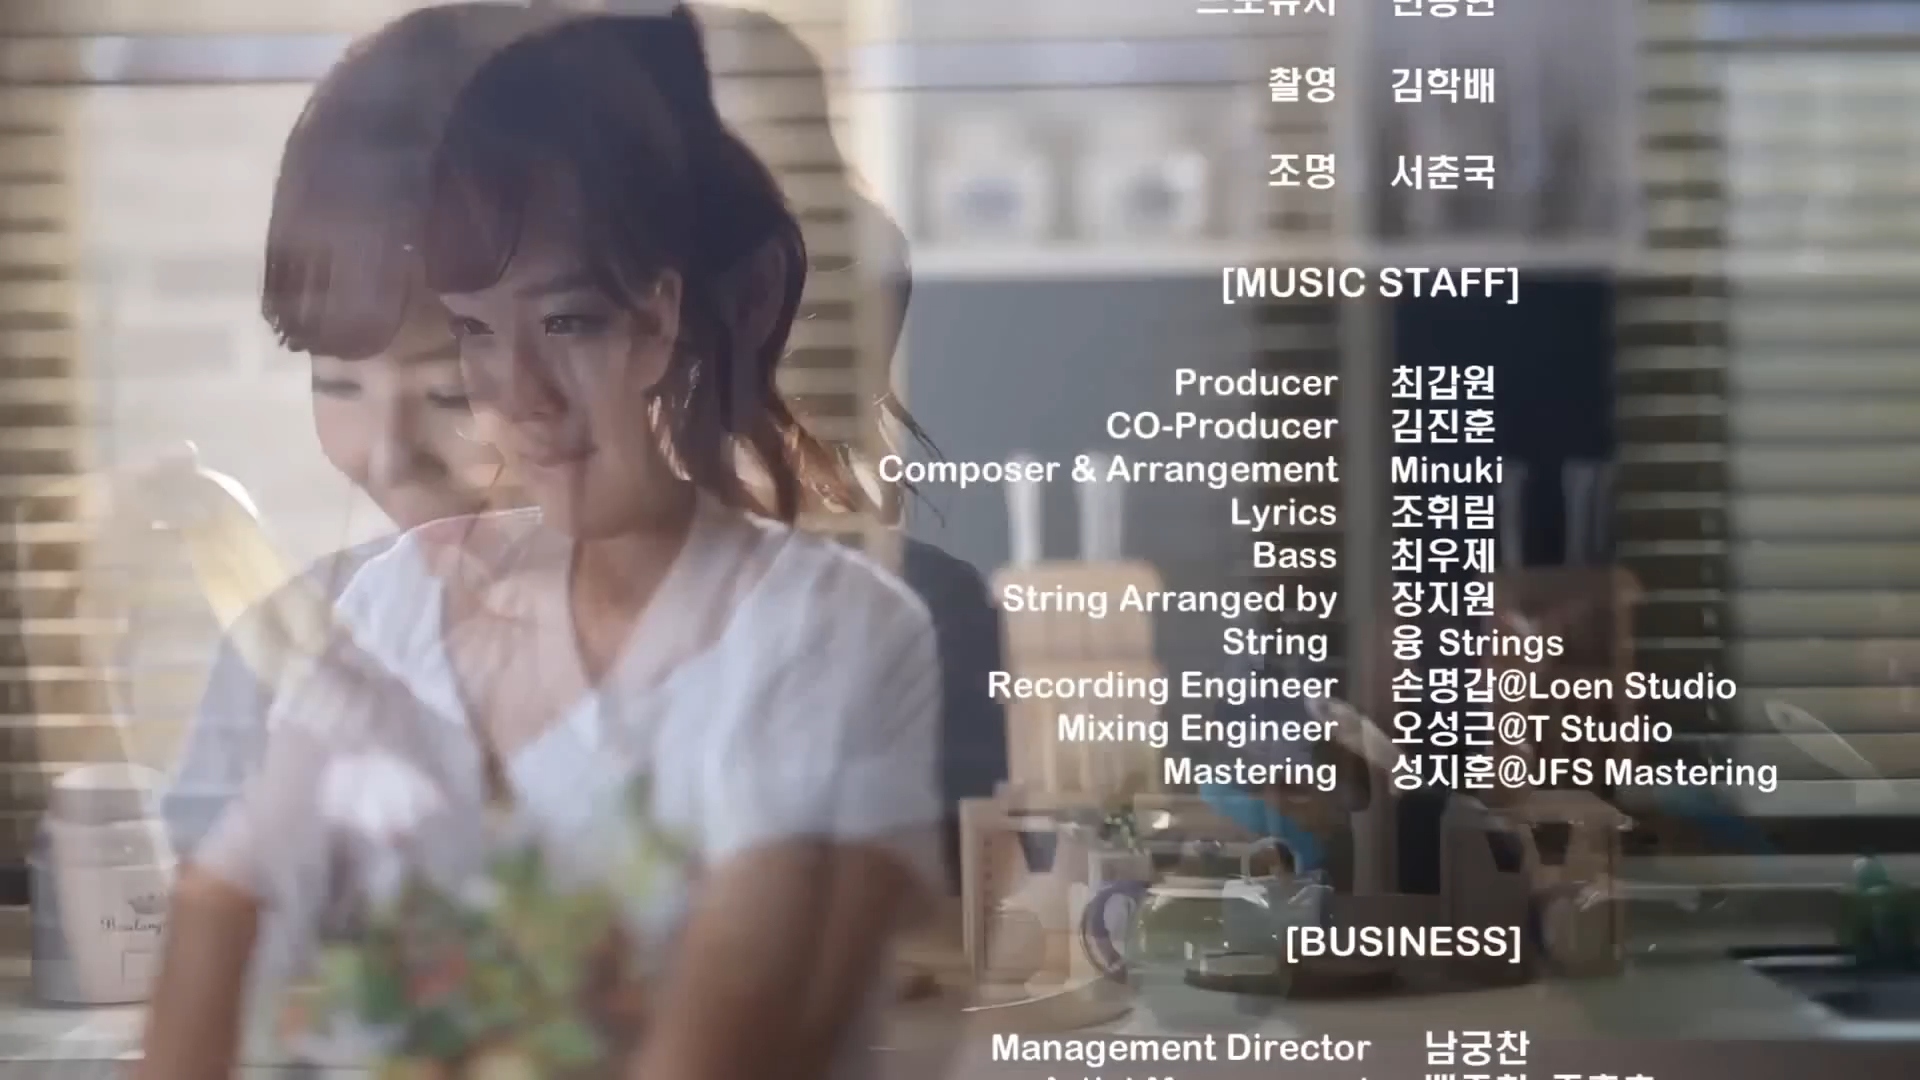 촬영 김학배
조명 서춘국
[MUSIC STAFF]
Producer 최갑원
CO-Producer 김진훈
Composer & Arrangement Minuki
Lyrics 조휘림
Bass 최우제
String Arranged by 장지원
String 융 Strings
Recording Engineer 손명갑@Loen Studio
Mixing Engineer 오성근@T Studio
Mastering 성지훈@JFS Mastering
[BUSINESS]
Management Director 남궁찬